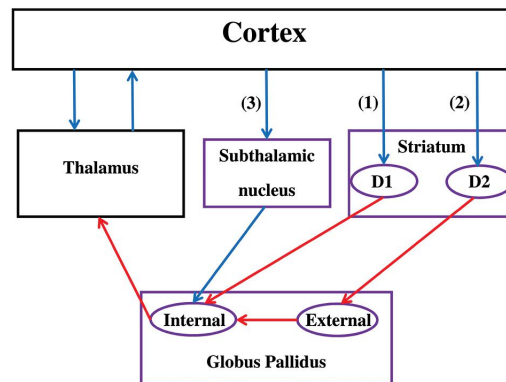 Cortex
(3)
(1)
(2)
Thalamus
Subthalamic
nucleus
Striatum
D1
D2
Internal
External
Globus Pallidus